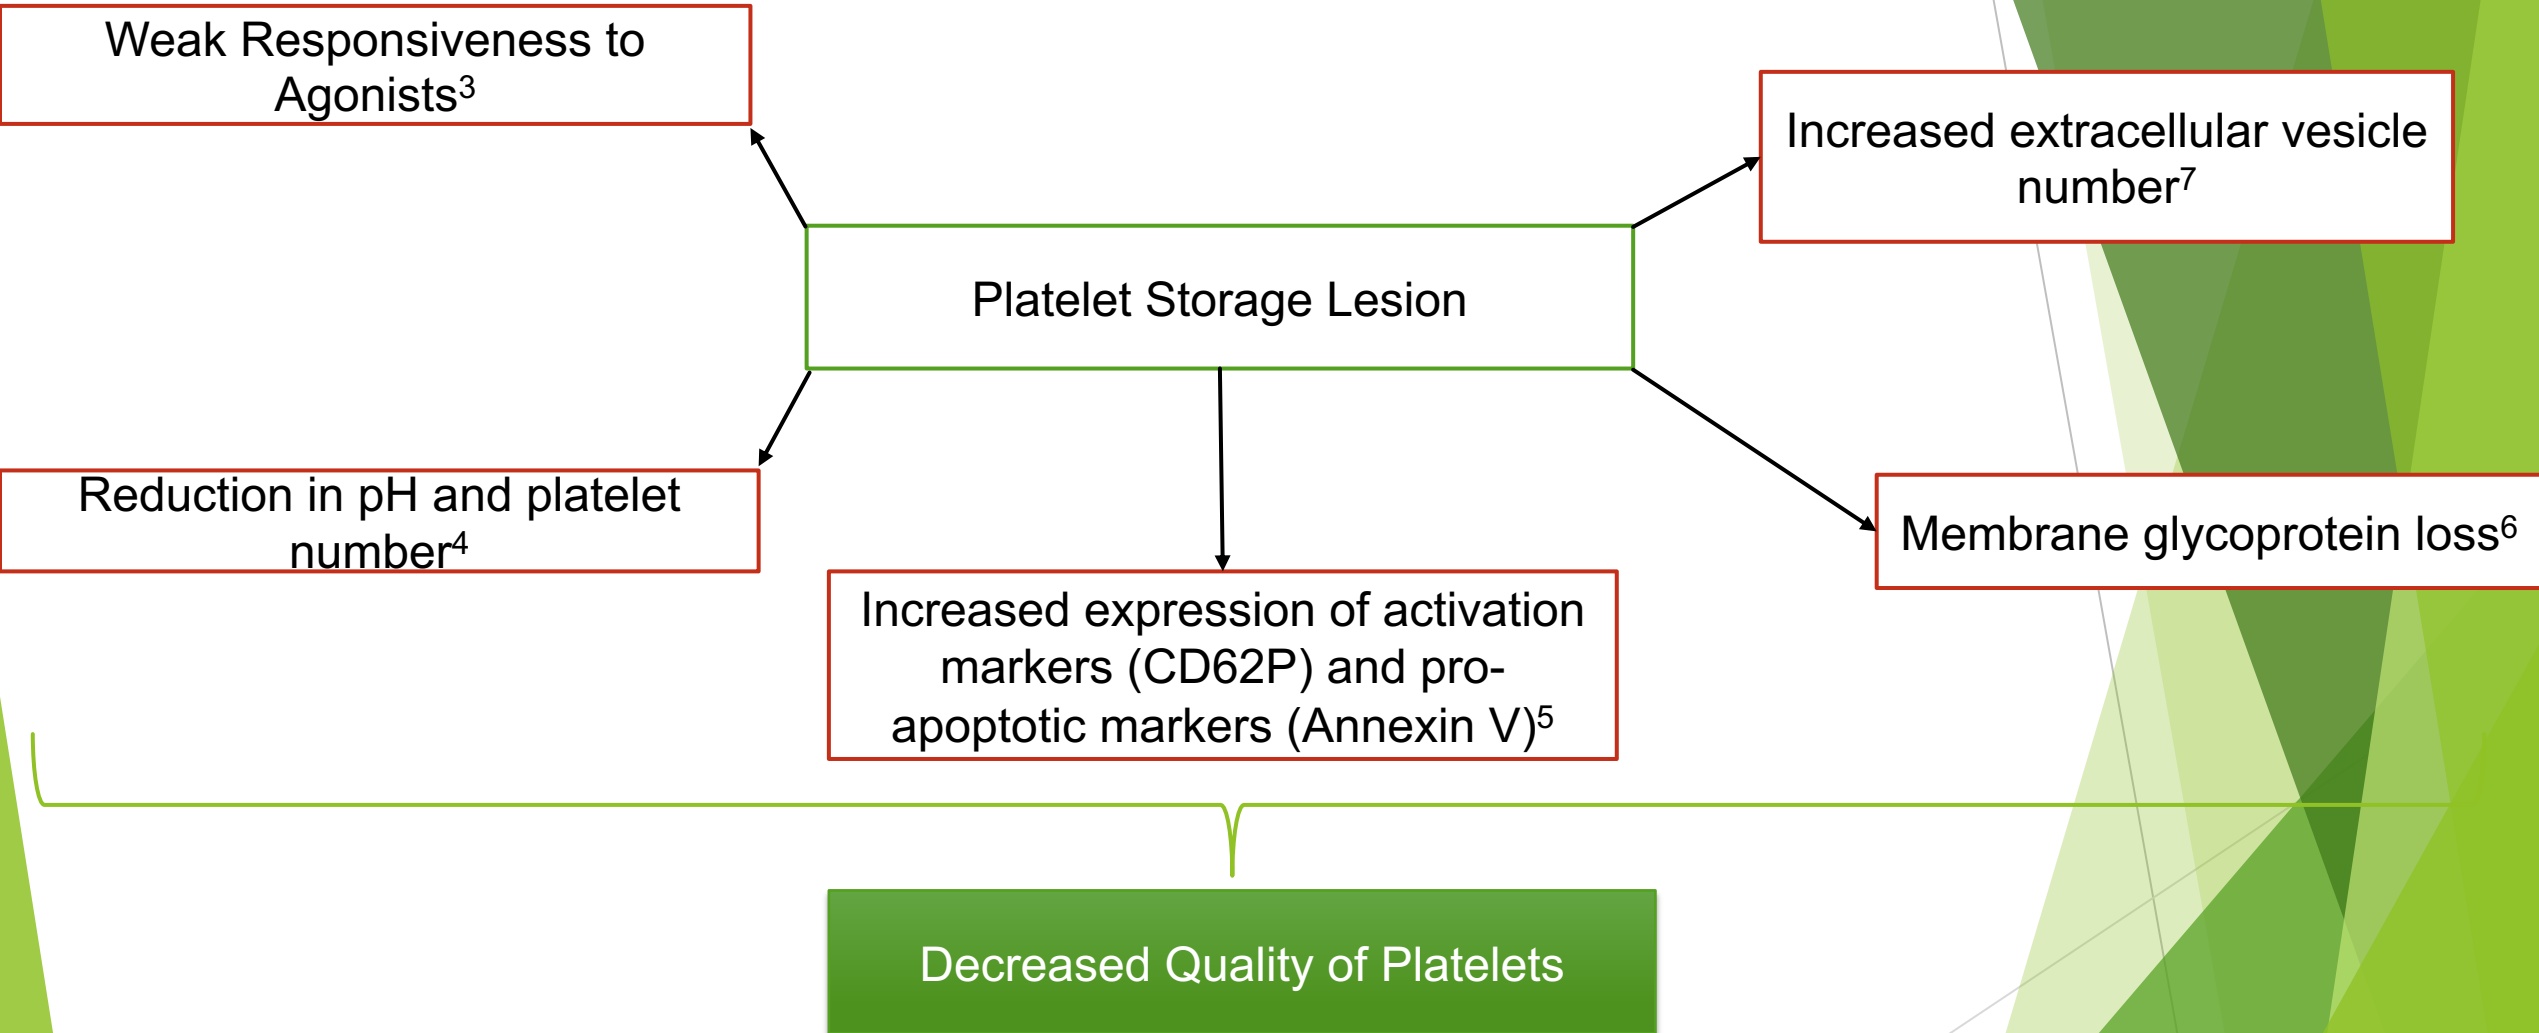 Weak Responsiveness to
Agonists³
Increased extracellular vesicle
number⁷
Platelet Storage Lesion
Reduction in pH and platelet
number⁴
Membrane glycoprotein loss⁶
Increased expression of activation
markers (CD62P) and pro-
apoptotic markers (Annexin V)⁵
Decreased Quality of Platelets